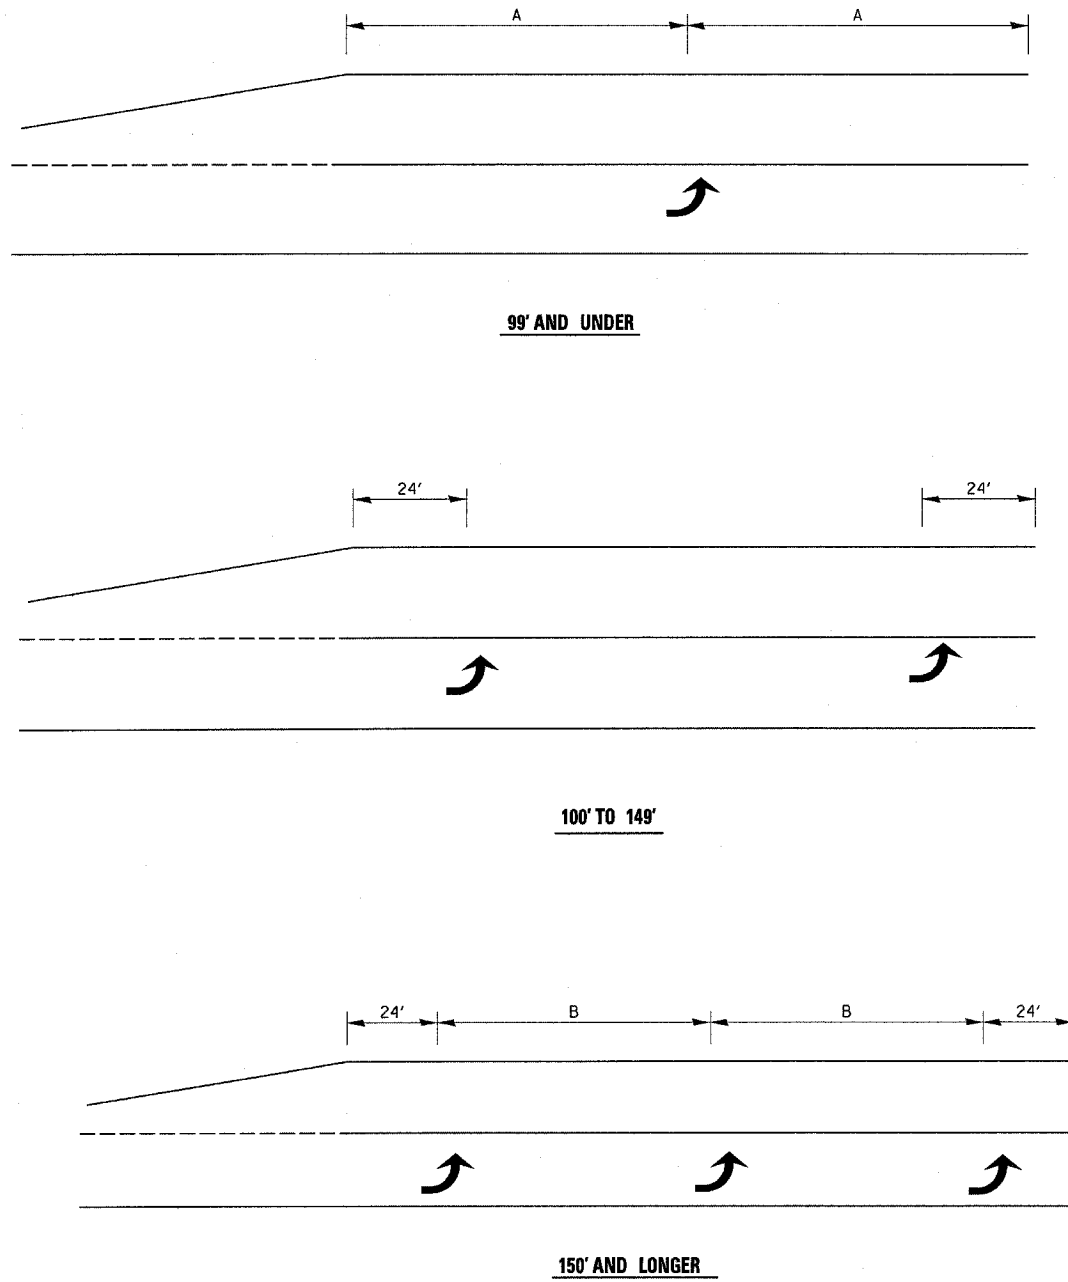 A A
99' AND UNDER
24' 24'
100' TO 149'
24' B B 24'
150' AND LONGER